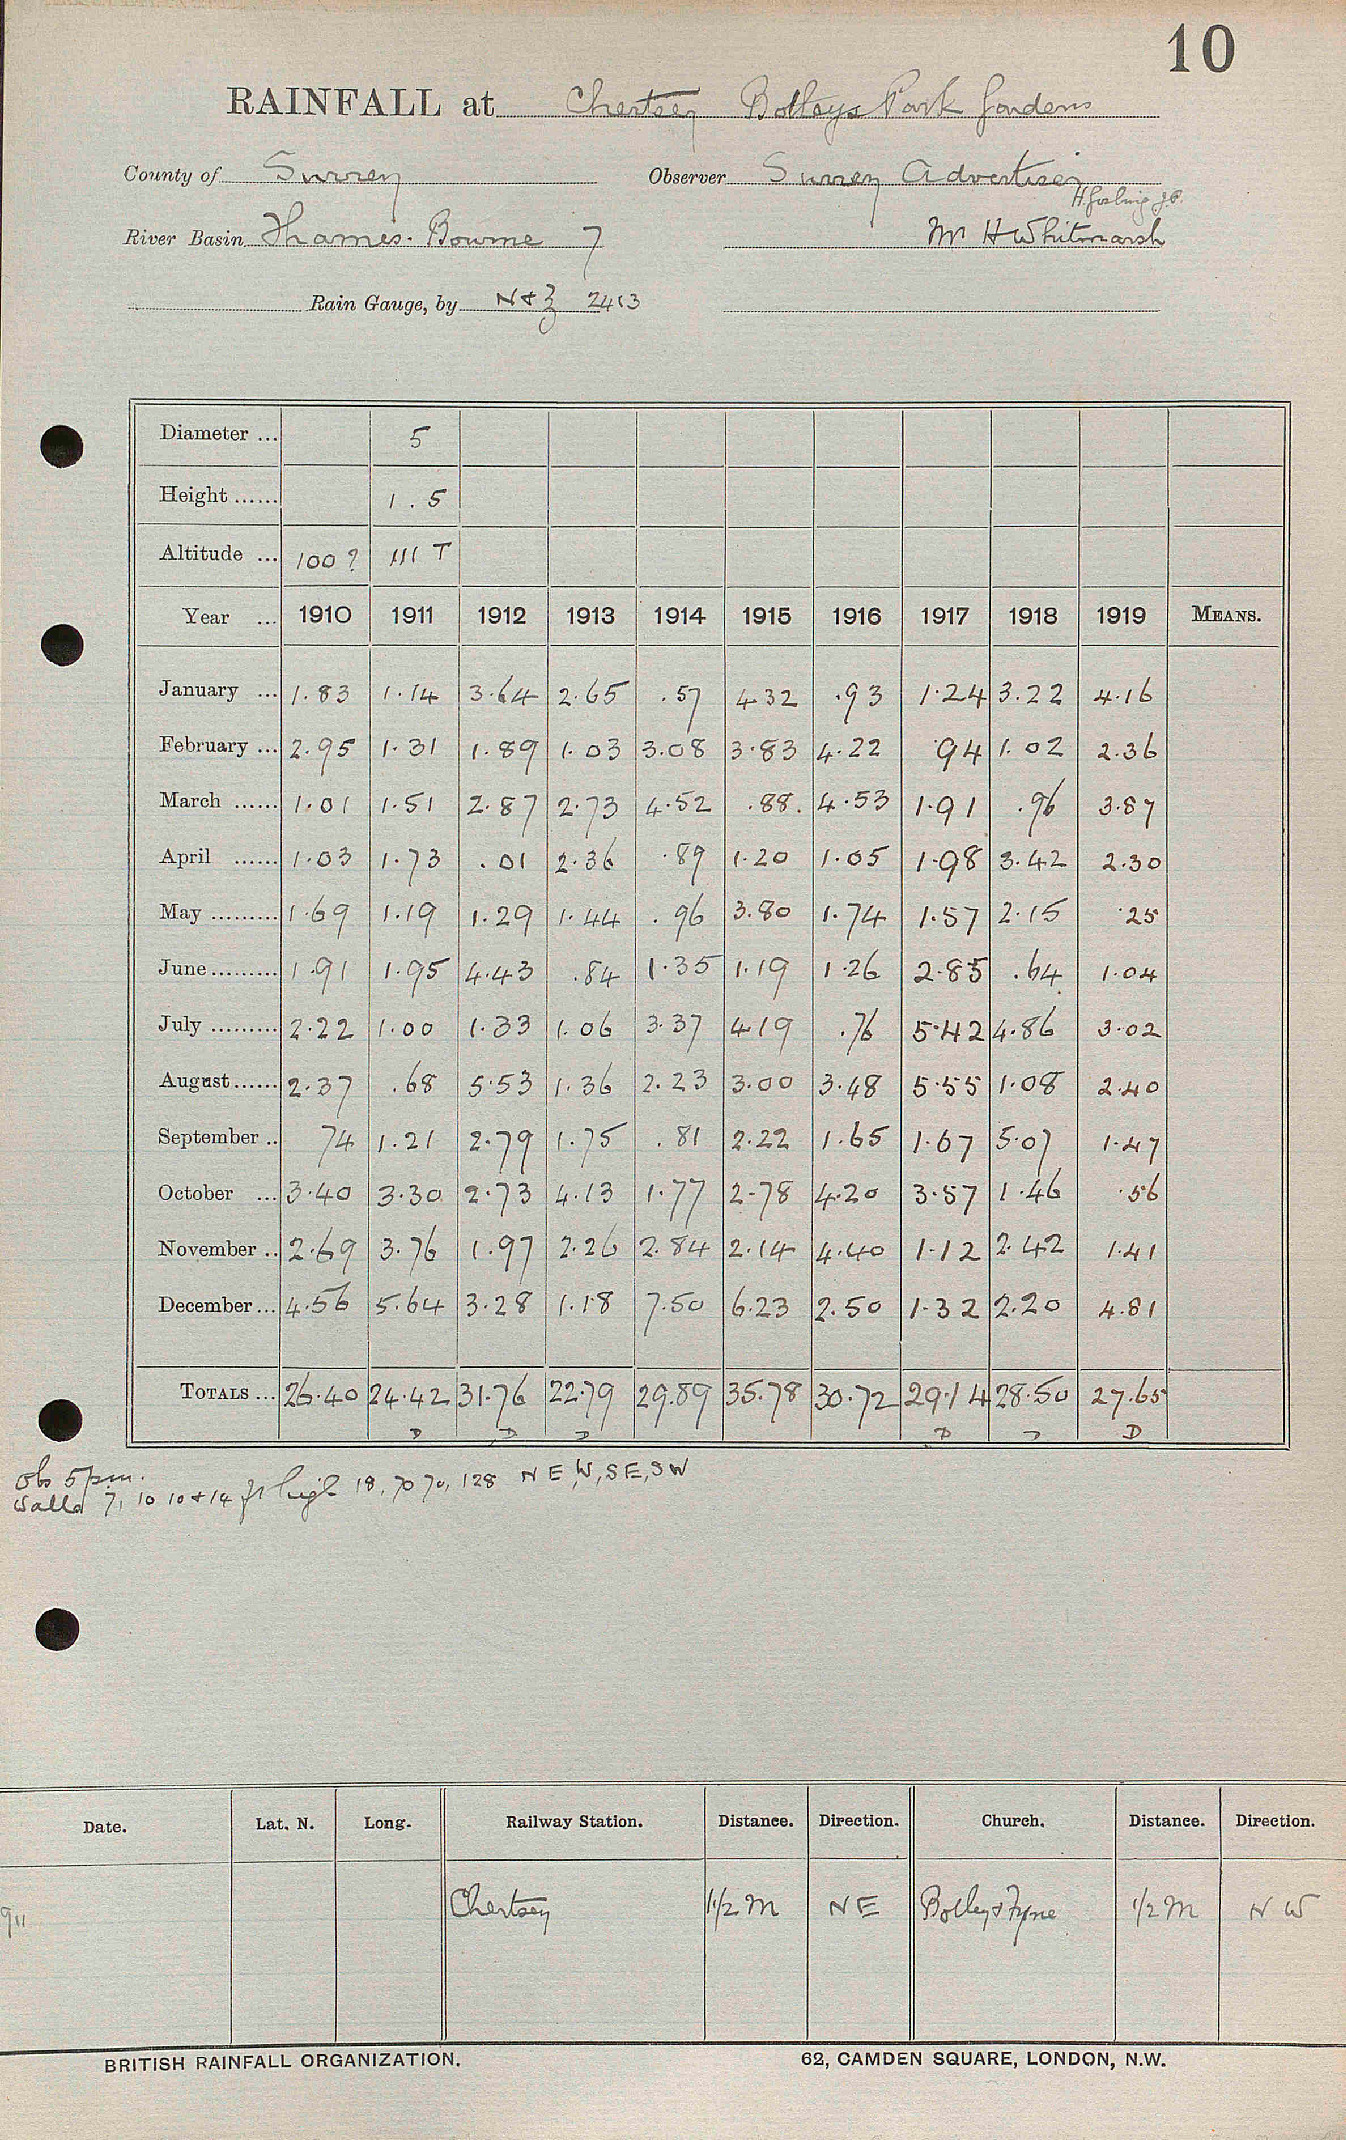 10
RAINFALL at Chertsey Botleys Park Gardens
County of Surrey Observer Surrey Advertiser
H. Gosling J.P.
River Basin Thames. Bourne 7 Mr H Whitmarsh
Rain Gauge, by N & Z 2413
Diameter ... 5
Height ...... 1.5
Altitude ... 100? 111 T
Year ... 1910 1911 1912 1913 1914 1915 1916 1917 1918 1919 MEANS.
January ... 1.83 1.14 3.64 2.65 .57 4.32 .93 1.24 3.22 4.16
February ... 2.95 1.31 1.89 1.03 3.08 3.83 4.22 .94 1.02 2.36
March ...... 1.01 1.51 2.87 2.73 4.52 .88. 4.53 1.91 .96 3.87
April ...... 1.03 1.73 .01 2.36 .89 1.20 1.05 1.98 3.42 2.30
May ......... 1.69 1.19 1.29 1.44 .96 3.80 1.74 1.57 2.15 .25
June ......... 1.91 1.95 4.43 .84 1.35 1.19 1.26 2.85 .64 1.04
July ......... 2.22 1.00 1.33 1.06 3.37 4.19 .76 5.42 4.86 3.02
August ...... 2.37 .68 5.53 1.36 2.23 3.00 3.48 5.55 1.08 2.40
September .. 74 1.21 2.79 1.75 .81 2.22 1.65 1.67 5.07 1.47
October ... 3.40 3.30 2.73 4.13 1.77 2.78 4.20 3.57 1.46 .56
November .. 2.69 3.76 1.97 2.26 2.84 2.14 4.40 1.12 2.42 1.41
December ... 4.56 5.64 3.28 1.18 7.50 6.23 2.50 1.32 2.20 4.81
TOTALS ... 26.40 24.42 31.76 22.79 29.89 35.78 30.72 29.14 28.50 27.65
D D D D D D
Obs 5 p.m.
Walls 7, 10 10 & 14 ft high 18, 70 70, 128 N E, W, S E, S W
Date. Lat. N. Long. Railway Station. Distance. Direction. Church. Distance. Direction.
911 Chertsey 1 1/2 M NE Botleys & Lyne 1/2 M N W
BRITISH RAINFALL ORGANIZATION. 62, CAMDEN SQUARE, LONDON, N.W.